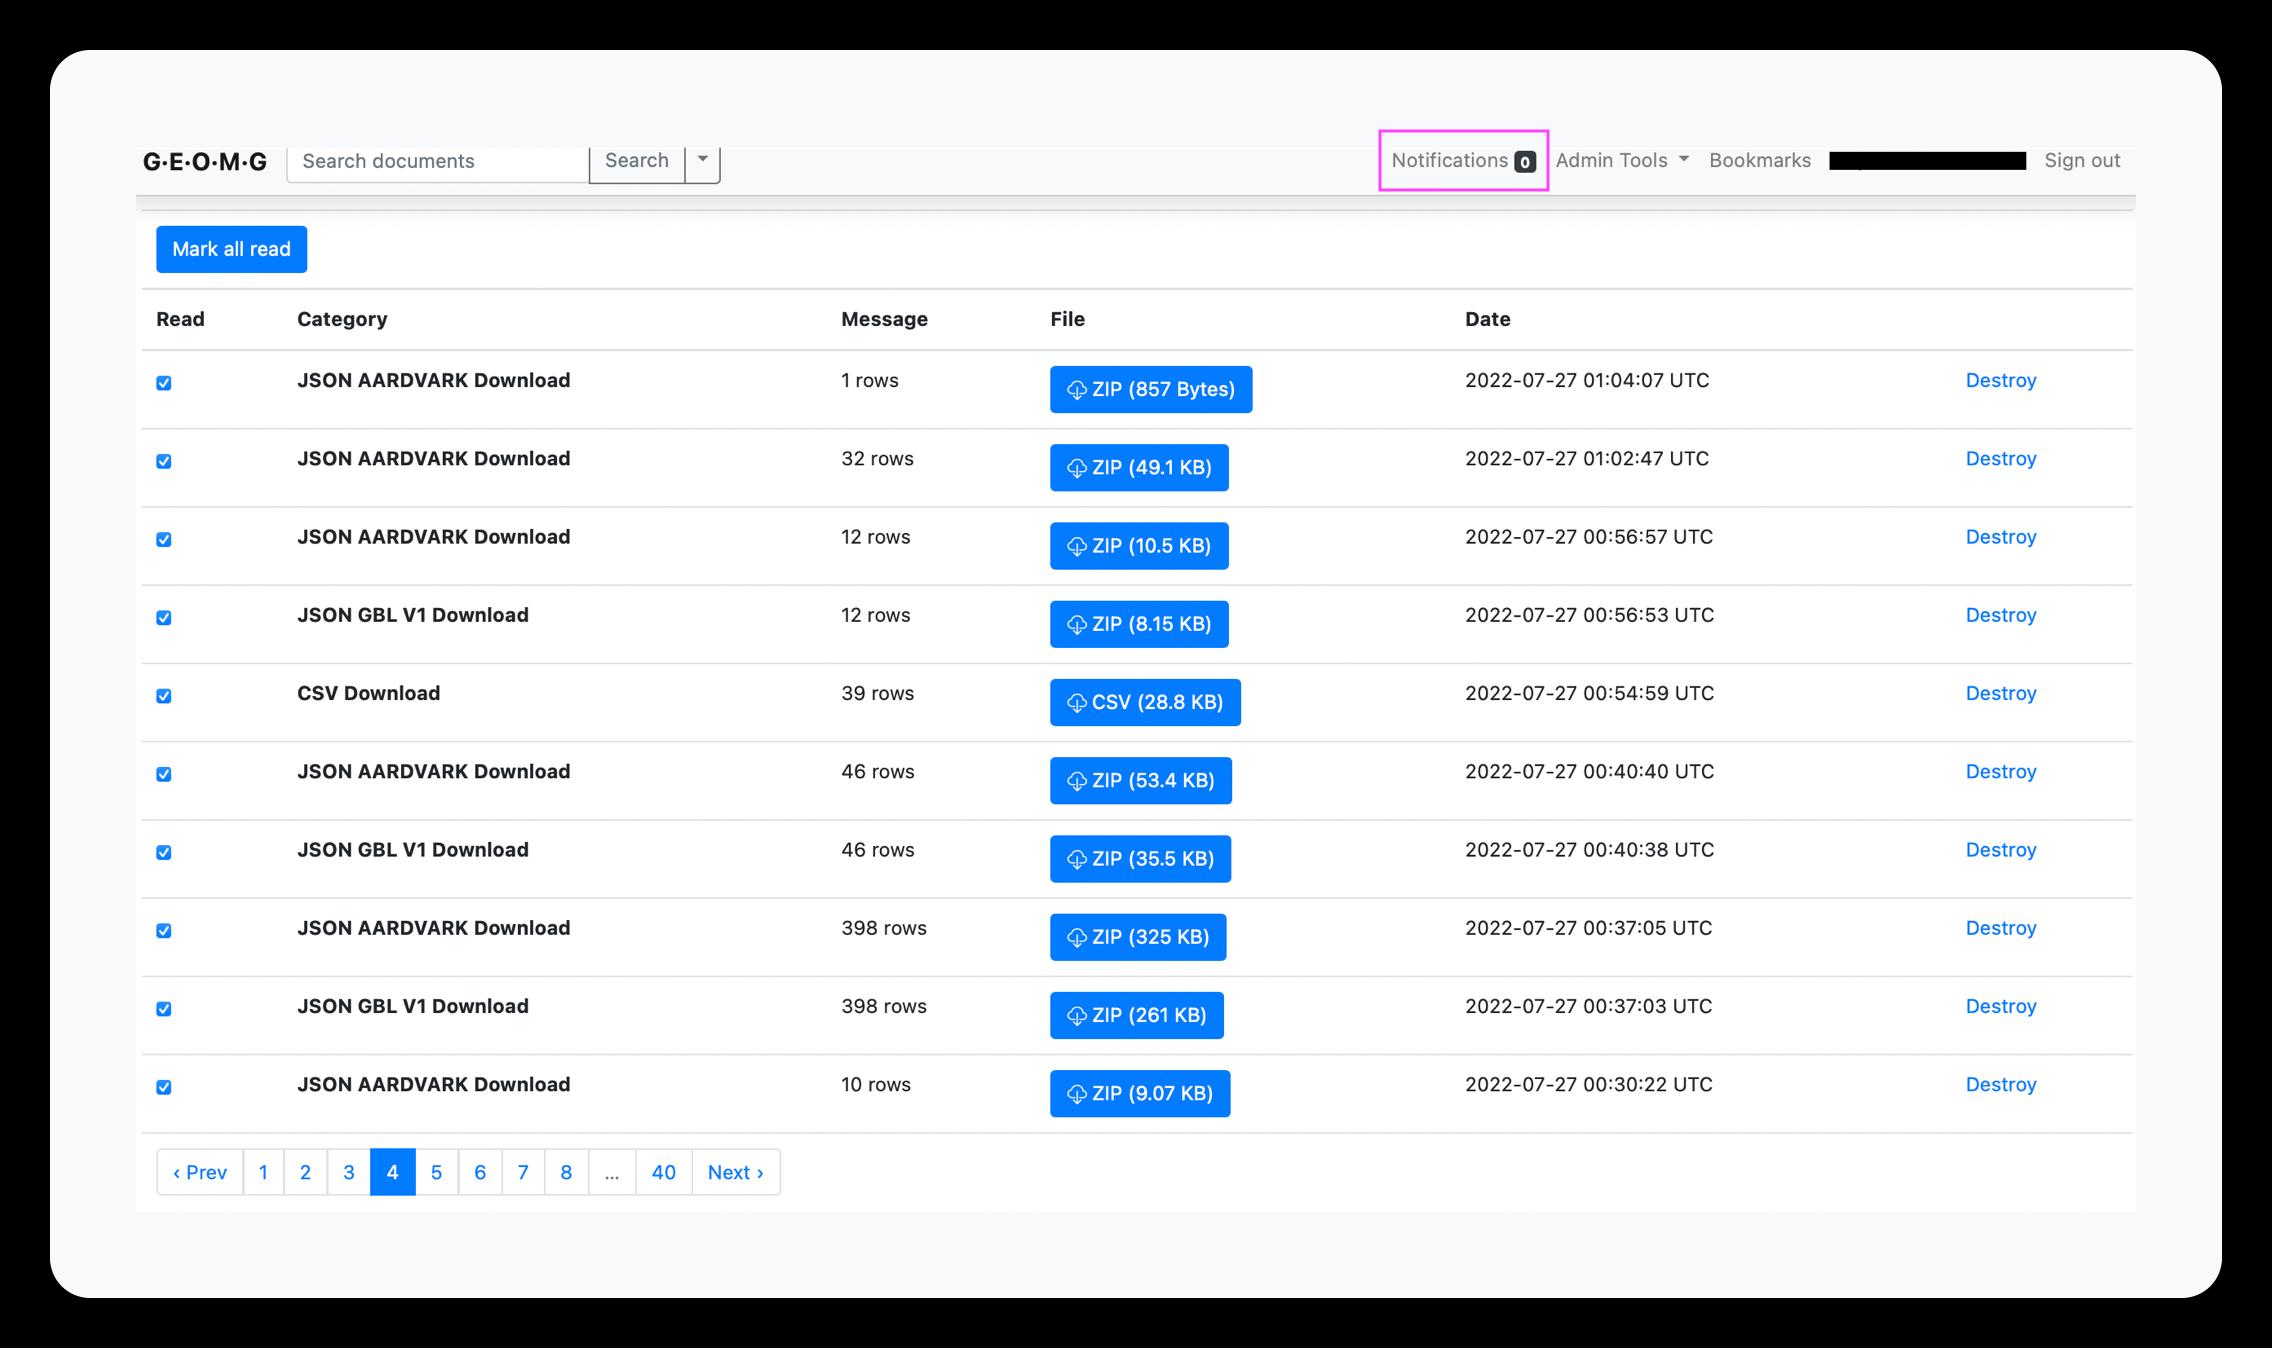 G·E·O·M·G Search documents Search Notifications 0 Admin Tools Bookmarks Sign out
Mark all read
Read Category Message File Date
JSON AARDVARK Download 1 rows ZIP (857 Bytes) 2022-07-27 01:04:07 UTC Destroy
JSON AARDVARK Download 32 rows ZIP (49.1 KB) 2022-07-27 01:02:47 UTC Destroy
JSON AARDVARK Download 12 rows ZIP (10.5 KB) 2022-07-27 00:56:57 UTC Destroy
JSON GBL V1 Download 12 rows ZIP (8.15 KB) 2022-07-27 00:56:53 UTC Destroy
CSV Download 39 rows CSV (28.8 KB) 2022-07-27 00:54:59 UTC Destroy
JSON AARDVARK Download 46 rows ZIP (53.4 KB) 2022-07-27 00:40:40 UTC Destroy
JSON GBL V1 Download 46 rows ZIP (35.5 KB) 2022-07-27 00:40:38 UTC Destroy
JSON AARDVARK Download 398 rows ZIP (325 KB) 2022-07-27 00:37:05 UTC Destroy
JSON GBL V1 Download 398 rows ZIP (261 KB) 2022-07-27 00:37:03 UTC Destroy
JSON AARDVARK Download 10 rows ZIP (9.07 KB) 2022-07-27 00:30:22 UTC Destroy
‹ Prev 1 2 3 4 5 6 7 8 ... 40 Next ›